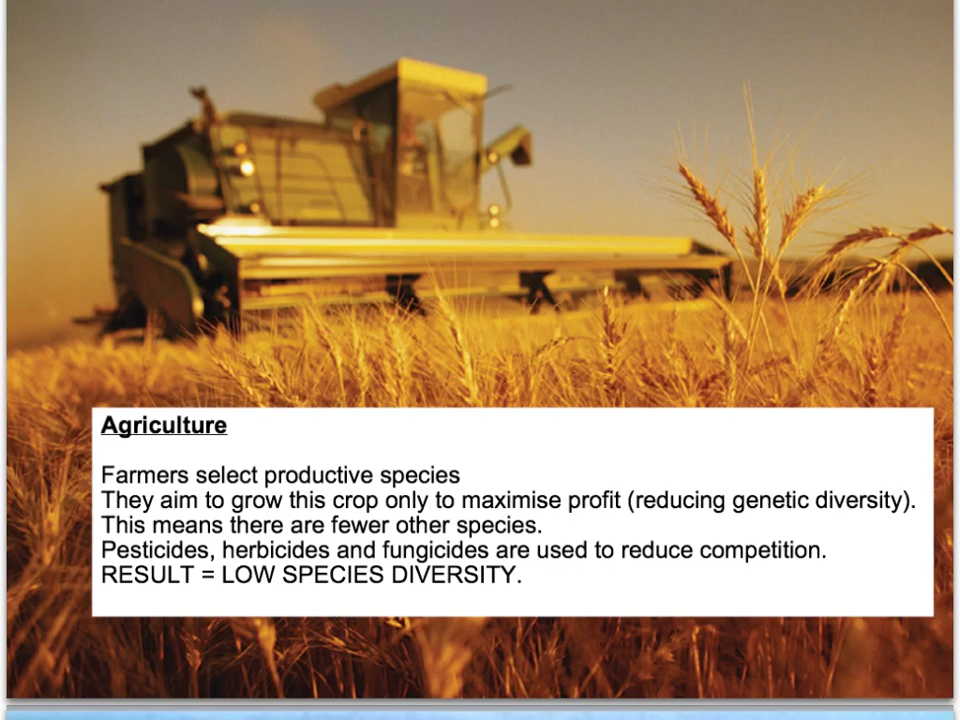 Agriculture
Farmers select productive species
They aim to grow this crop only to maximise profit (reducing genetic diversity).
This means there are fewer other species.
Pesticides, herbicides and fungicides are used to reduce competition.
RESULT = LOW SPECIES DIVERSITY.